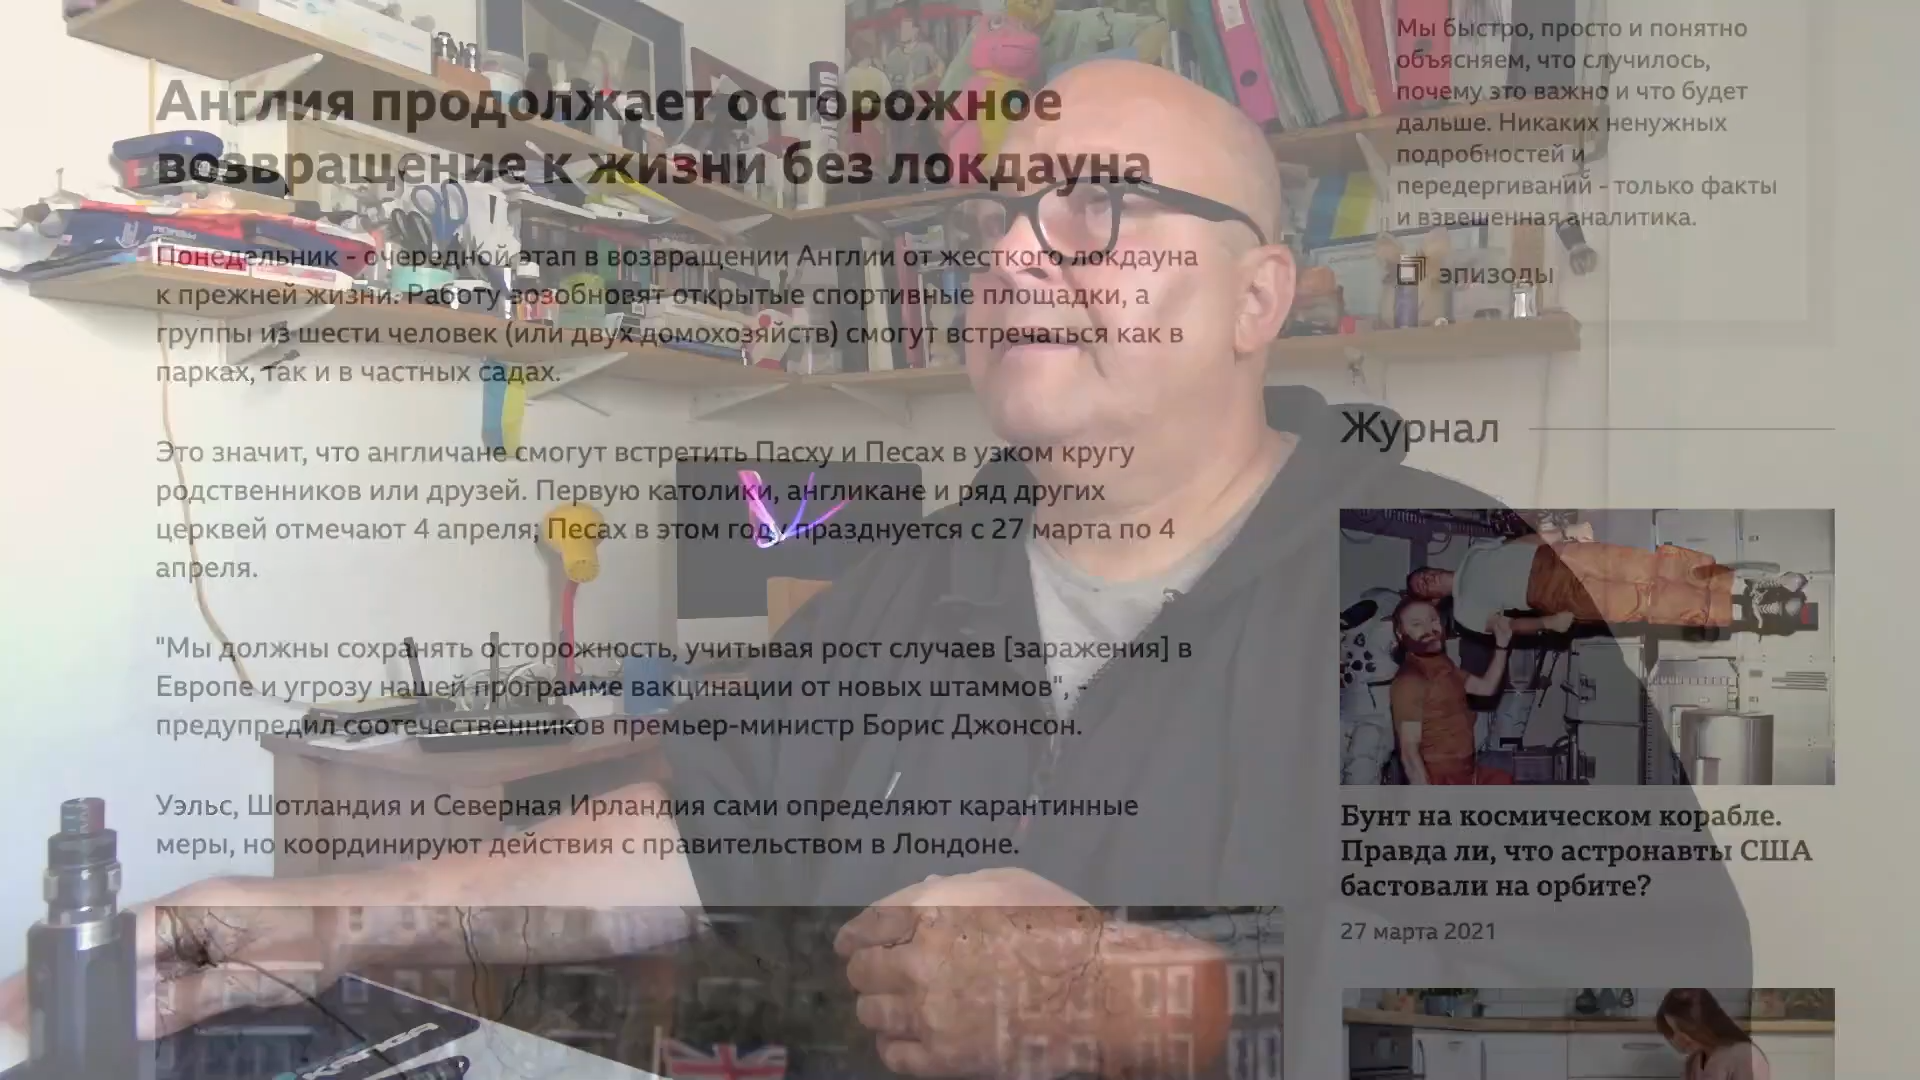 Англия продолжает осторожное
возвращение к жизни без локдауна
Понедельник - очередной этап в возвращении Англии от жесткого локдауна
к прежней жизни. Работу возобновят открытые спортивные площадки, а
группы из шести человек (или двух домохозяйств) смогут встречаться как в
парках, так и в частных садах.
Это значит, что англичане смогут встретить Пасху и Песах в узком кругу
родственников или друзей. Первую католики, англикане и ряд других
церквей отмечают 4 апреля; Песах в этом году празднуется с 27 марта по 4
апреля.
"Мы должны сохранять осторожность, учитывая рост случаев [заражения] в
Европе и угрозу нашей программе вакцинации от новых штаммов", -
предупредил соотечественников премьер-министр Борис Джонсон.
Уэльс, Шотландия и Северная Ирландия сами определяют карантинные
меры, но координируют действия с правительством в Лондоне.
Мы быстро, просто и понятно
объясняем, что случилось,
почему это важно и что будет
дальше. Никаких ненужных
подробностей и
передергиваний - только факты
и взвешенная аналитика.
эпизоды
Журнал
Бунт на космическом корабле.
Правда ли, что астронавты США
бастовали на орбите?
27 марта 2021